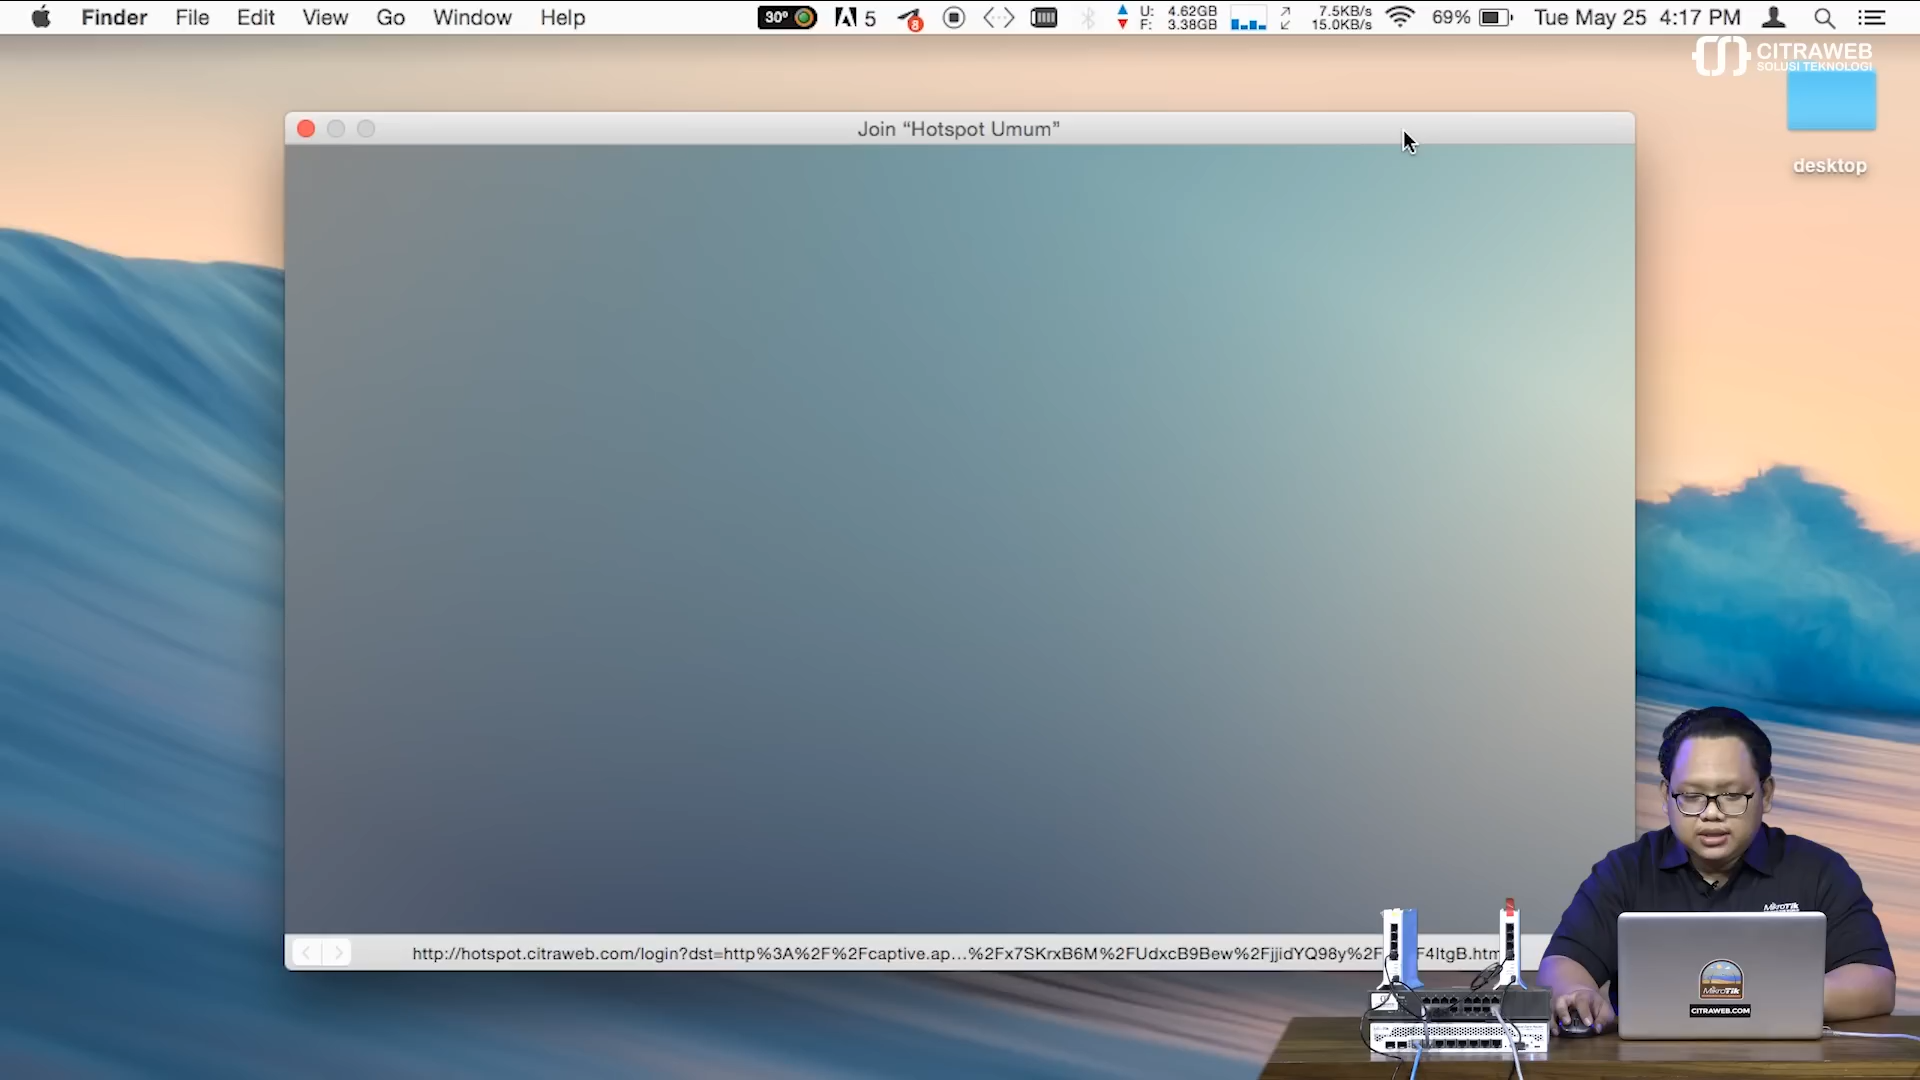 Finder File Edit View Go Window Help 30° 5 8 U: 4.62GB 7.5KB/s 69% Tue May 25 4:17 PM
F: 3.38GB 15.0KB/s
CITRAWEB
SOLUSI TEKNOLOGI
Join “Hotspot Umum”
desktop
http://hotspot.citraweb.com/login?dst=http%3A%2F%2Fcaptive.ap...%2Fx7SKrxB6M%2FUdxcB9Bew%2FjjidYQ98y%2F
F4ltgB.htm
MikroTik
MikroTik
CITRAWEB.COM